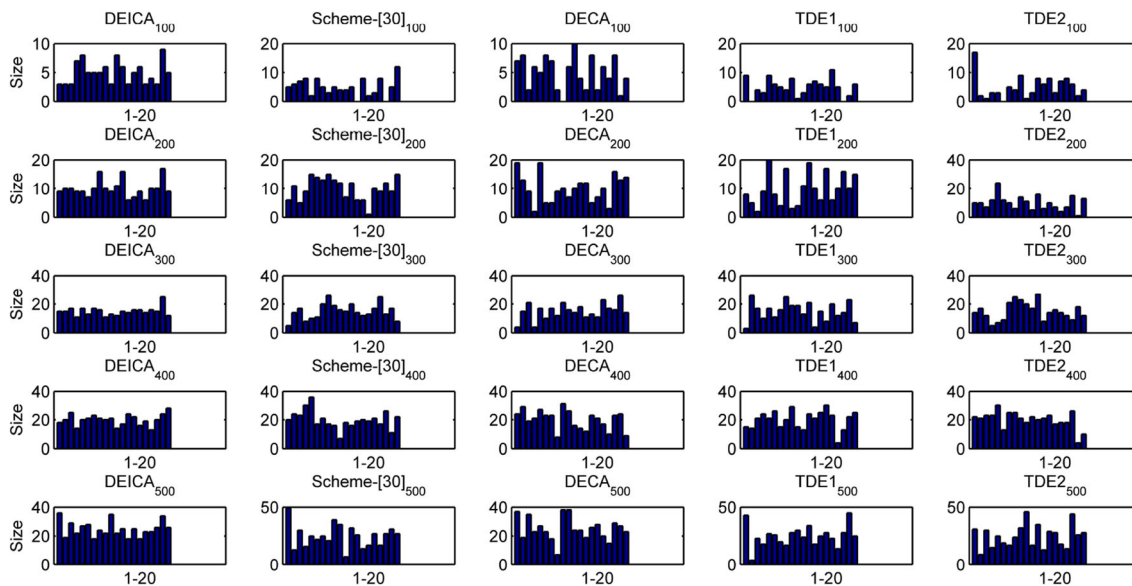 DEICA100 Scheme-[30]100 DECA100 TDE1100 TDE2100
Size 10 5 0 20 10 0 10 5 0 20 10 0 20 10 0
1-20 1-20 1-20 1-20 1-20
DEICA200 Scheme-[30]200 DECA200 TDE1200 TDE2200
Size 20 10 0 20 10 0 20 10 0 20 10 0 40 20 0
1-20 1-20 1-20 1-20 1-20
DEICA300 Scheme-[30]300 DECA300 TDE1300 TDE2300
Size 40 20 0 40 20 0 40 20 0 40 20 0 40 20 0
1-20 1-20 1-20 1-20 1-20
DEICA400 Scheme-[30]400 DECA400 TDE1400 TDE2400
Size 40 20 0 40 20 0 40 20 0 40 20 0 40 20 0
1-20 1-20 1-20 1-20 1-20
DEICA500 Scheme-[30]500 DECA500 TDE1500 TDE2500
Size 40 20 0 50 0 40 20 0 50 0 50 0
1-20 1-20 1-20 1-20 1-20